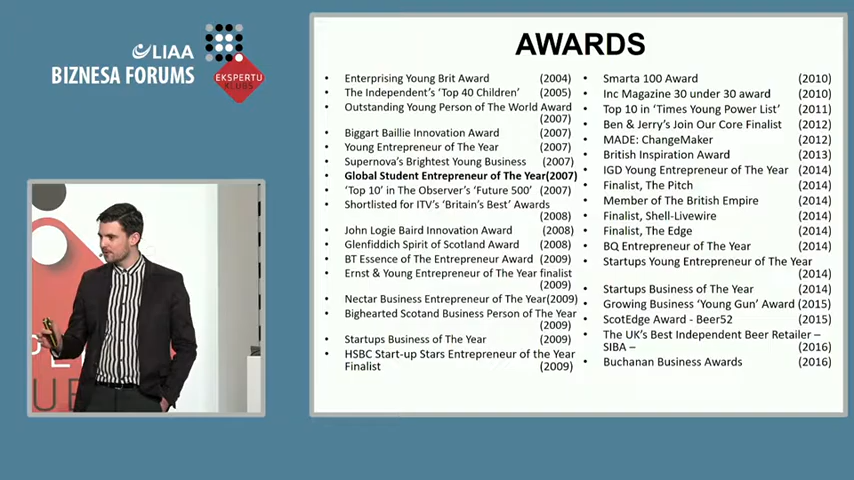 LIAA
BIZNESA FORUMS
EKSPERTU
KLUBS
AWARDS
• Enterprising Young Brit Award (2004)
• The Independent's 'Top 40 Children' (2005)
• Outstanding Young Person of The World Award
(2007)
• Biggart Baillie Innovation Award (2007)
• Young Entrepreneur of The Year (2007)
• Supernova's Brightest Young Business (2007)
• Global Student Entrepreneur of The Year(2007)
• 'Top 10' in The Observer's 'Future 500' (2007)
• Shortlisted for ITV's 'Britain's Best' Awards
(2008)
• John Logie Baird Innovation Award (2008)
• Glenfiddich Spirit of Scotland Award (2008)
• BT Essence of The Entrepreneur Award (2009)
• Ernst & Young Entrepreneur of The Year finalist
(2009)
• Nectar Business Entrepreneur of The Year(2009)
• Bighearted Scotand Business Person of The Year
(2009)
• Startups Business of The Year (2009)
• HSBC Start-up Stars Entrepreneur of the Year
Finalist (2009)
• Smarta 100 Award (2010)
• Inc Magazine 30 under 30 award (2010)
• Top 10 in 'Times Young Power List' (2011)
• Ben & Jerry's Join Our Core Finalist (2012)
• MADE: ChangeMaker (2012)
• British Inspiration Award (2013)
• IGD Young Entrepreneur of The Year (2014)
• Finalist, The Pitch (2014)
• Member of The British Empire (2014)
• Finalist, Shell-Livewire (2014)
• Finalist, The Edge (2014)
• BQ Entrepreneur of The Year (2014)
• Startups Young Entrepreneur of The Year
(2014)
• Startups Business of The Year (2014)
• Growing Business 'Young Gun' Award (2015)
• ScotEdge Award - Beer52 (2015)
• The UK's Best Independent Beer Retailer –
SIBA – (2016)
• Buchanan Business Awards (2016)